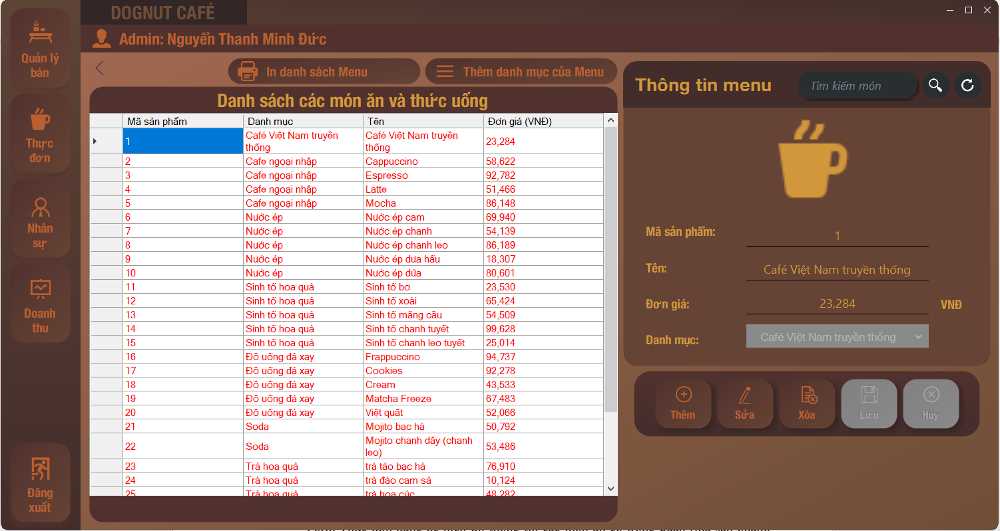 DOGNUT CAFÉ
Admin: Nguyễn Thanh Minh Đức
Quản lý
bàn
Thực
đơn
Nhân
sự
Doanh
thu
Đăng
xuất
In danh sách Menu
Thêm danh mục của Menu
Danh sách các món ăn và thức uống
Mã sản phẩm Danh mục Tên Đơn giá (VNĐ)
1 Café Việt Nam truyền thống Café Việt Nam truyền thống 23,284
2 Cafe ngoại nhập Cappuccino 58,622
3 Cafe ngoại nhập Espresso 92,782
4 Cafe ngoại nhập Latte 51,466
5 Cafe ngoại nhập Mocha 86,148
6 Nước ép Nước ép cam 69,940
7 Nước ép Nước ép chanh 54,139
8 Nước ép Nước ép chanh leo 86,189
9 Nước ép Nước ép dưa hấu 18,307
10 Nước ép Nước ép dứa 80,601
11 Sinh tố hoa quả Sinh tố bơ 23,530
12 Sinh tố hoa quả Sinh tố xoài 65,424
13 Sinh tố hoa quả Sinh tố mãng cầu 54,509
14 Sinh tố hoa quả Sinh tố chanh tuyết 99,628
15 Sinh tố hoa quả Sinh tố chanh leo tuyết 25,014
16 Đồ uống đá xay Frappuccino 94,737
17 Đồ uống đá xay Cookies 92,278
18 Đồ uống đá xay Cream 43,533
19 Đồ uống đá xay Matcha Freeze 67,483
20 Đồ uống đá xay Việt quất 52,066
21 Soda Mojito bạc hà 50,792
22 Soda Mojito chanh dây (chanh leo) 53,486
23 Trà hoa quả trà táo bạc hà 76,910
24 Trà hoa quả trà đào cam sả 10,124
25 Trà hoa quả trà hoa cúc 48,282
Thông tin menu
Tìm kiếm món
Mã sản phẩm: 1
Tên: Café Việt Nam truyền thống
Đơn giá: 23,284 VNĐ
Danh mục: Café Việt Nam truyền thống
Thêm Sửa Xóa Lưu Hủy